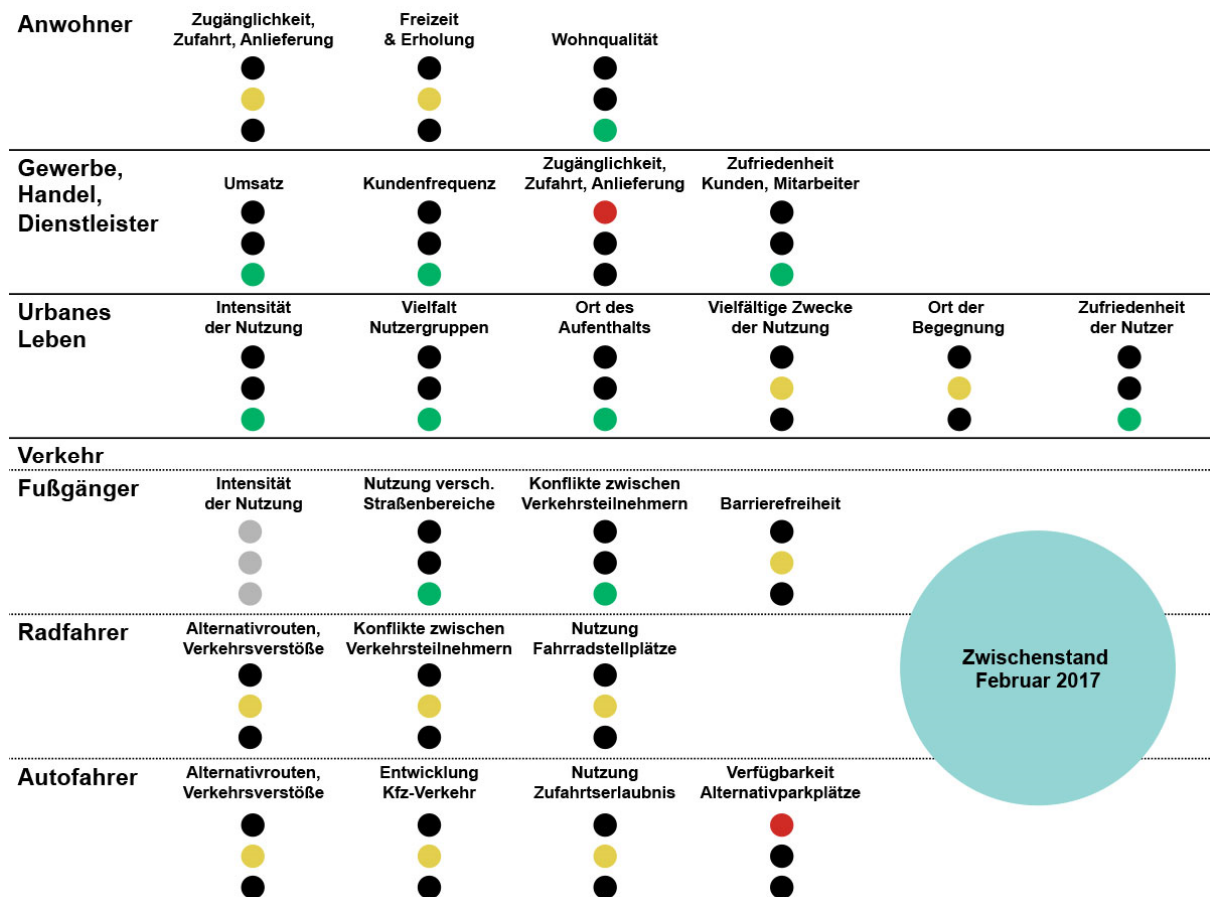 Anwohner
Zugänglichkeit,
Zufahrt, Anlieferung
Freizeit
& Erholung
Wohnqualität
Gewerbe,
Handel,
Dienstleister
Umsatz
Kundenfrequenz
Zugänglichkeit,
Zufahrt, Anlieferung
Zufriedenheit
Kunden, Mitarbeiter
Urbanes
Leben
Intensität
der Nutzung
Vielfalt
Nutzergruppen
Ort des
Aufenthalts
Vielfältige Zwecke
der Nutzung
Ort der
Begegnung
Zufriedenheit
der Nutzer
Verkehr
Fußgänger
Intensität
der Nutzung
Nutzung versch.
Straßenbereiche
Konflikte zwischen
Verkehrsteilnehmern
Barrierefreiheit
Radfahrer
Alternativrouten,
Verkehrsverstöße
Konflikte zwischen
Verkehrsteilnehmern
Nutzung
Fahrradstellplätze
Zwischenstand
Februar 2017
Autofahrer
Alternativrouten,
Verkehrsverstöße
Entwicklung
Kfz-Verkehr
Nutzung
Zufahrtserlaubnis
Verfügbarkeit
Alternativparkplätze